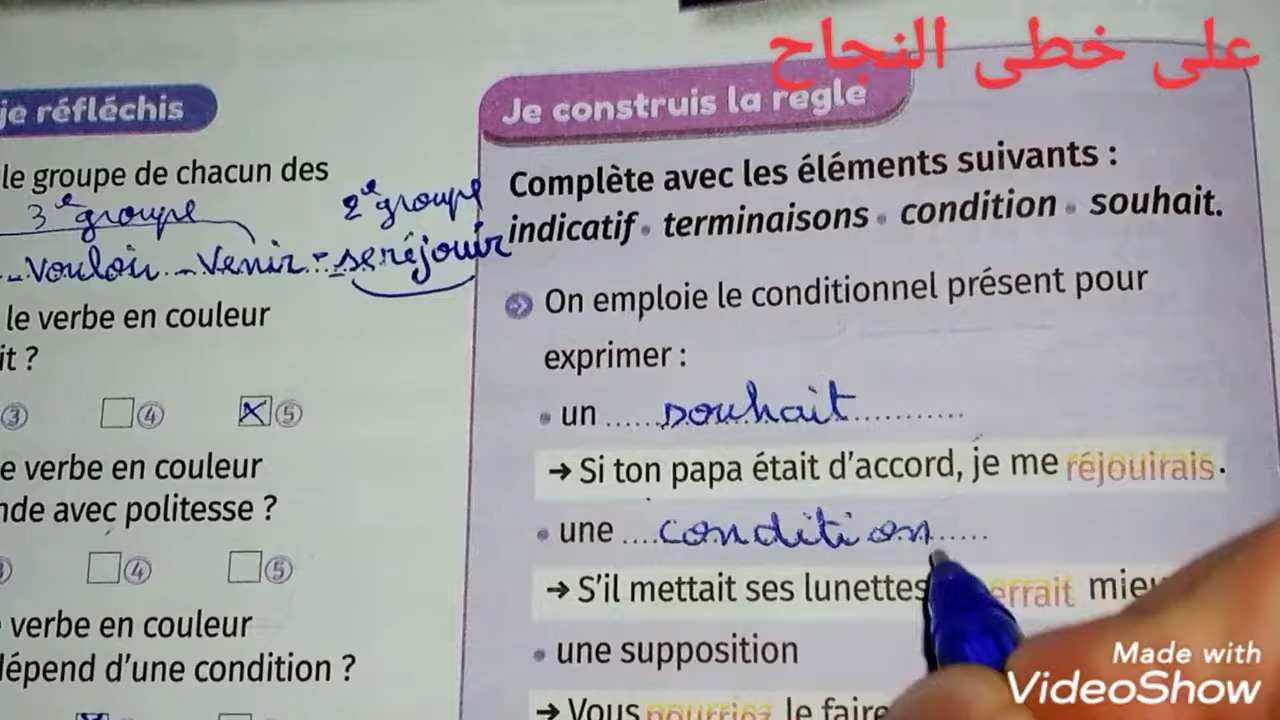 على خطى النجاح
je réfléchis
le groupe de chacun des
3e groupe
2e groupe
vouloir - venir - se réjouir
le verbe en couleur
it ?
③ ④ ⑤
e verbe en couleur
nde avec politesse ?
④ ⑤
verbe en couleur
dépend d'une condition ?
Je construis la règle
Complète avec les éléments suivants :
indicatif • terminaisons • condition • souhait.
On emploie le conditionnel présent pour
exprimer :
• un ......souhait............
→ Si ton papa était d'accord, je me réjouirais.
• une ....condition......
→ S'il mettait ses lunettes errait
• une supposition
→ Vous pourriez le faire
Made with
VideoShow